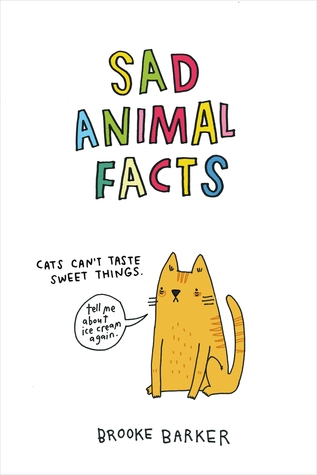 SAD
ANIMAL
FACTS
CATS CAN'T TASTE
SWEET THINGS.
tell me
about
ice cream
again.
BROOKE BARKER